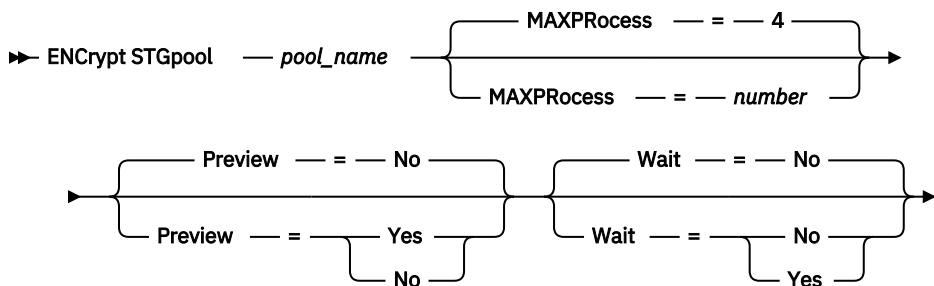 MAXPRocess = 4
ENCrypt STGpool pool_name
MAXPRocess = number
Preview = No Wait = No
Preview = Yes Wait = No
No Yes